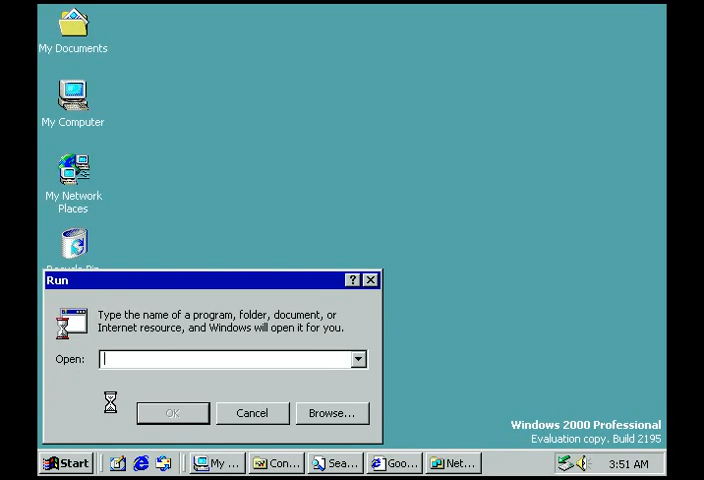 My Documents
My Computer
My Network
Places
Recycle Bin
Run
Type the name of a program, folder, document, or
Internet resource, and Windows will open it for you.
Open:
OK
Cancel
Browse...
Windows 2000 Professional
Evaluation copy. Build 2195
Start
My ...
Con...
Sea...
Goo...
Net...
3:51 AM